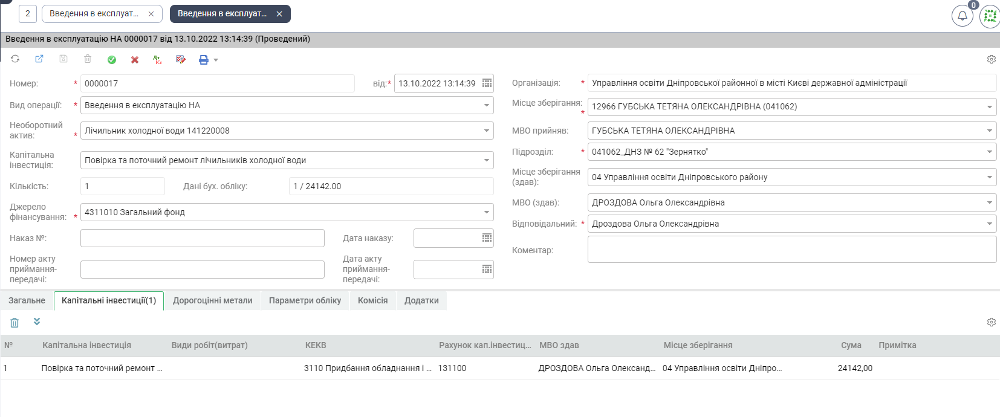 2
Введення в експлуат...
Введення в експлуат...
0
Введення в експлуатацію НА 0000017 від 13.10.2022 13:14:39 (Проведений)
Дт
Кт
Номер: * 0000017 від:* 13.10.2022 13:14:39
Вид операції: * Введення в експлуатацію НА
Необоротний
актив: * Лічильник холодної води 141220008
Капітальна
інвестиція: Повірка та поточний ремонт лічильників холодної води
Кількість: 1 Дані бух. обліку: 1 / 24142.00
Джерело
фінансування: * 4311010 Загальний фонд
Наказ №: Дата наказу:
Номер акту
приймання-
передачі:
Дата акту
приймання-
передачі:
Організація: * Управління освіти Дніпровської районної в місті Києві державної адміністрації
Місце зберігання: * 12966 ГУБСЬКА ТЕТЯНА ОЛЕКСАНДРІВНА (041062)
МВО прийняв: ГУБСЬКА ТЕТЯНА ОЛЕКСАНДРІВНА
Підрозділ: * 041062_ДНЗ № 62 "Зернятко"
Місце зберігання
(здав): 04 Управління освіти Дніпровського району
МВО (здав): ДРОЗДОВА Ольга Олександрівна
Відповідальний: * Дроздова Ольга Олександрівна
Коментар:
Загальне Капітальні інвестиції(1) Дорогоцінні метали Параметри обліку Комісія Додатки
№ Капітальна інвестиція Види робіт(витрат) КЕКВ Рахунок кап.інвестиц... МВО здав Місце зберігання Сума Примітка
1 Повірка та поточний ремонт ... 3110 Придбання обладнання і ... 131100 ДРОЗДОВА Ольга Олександ... 04 Управління освіти Дніпро... 24142,00